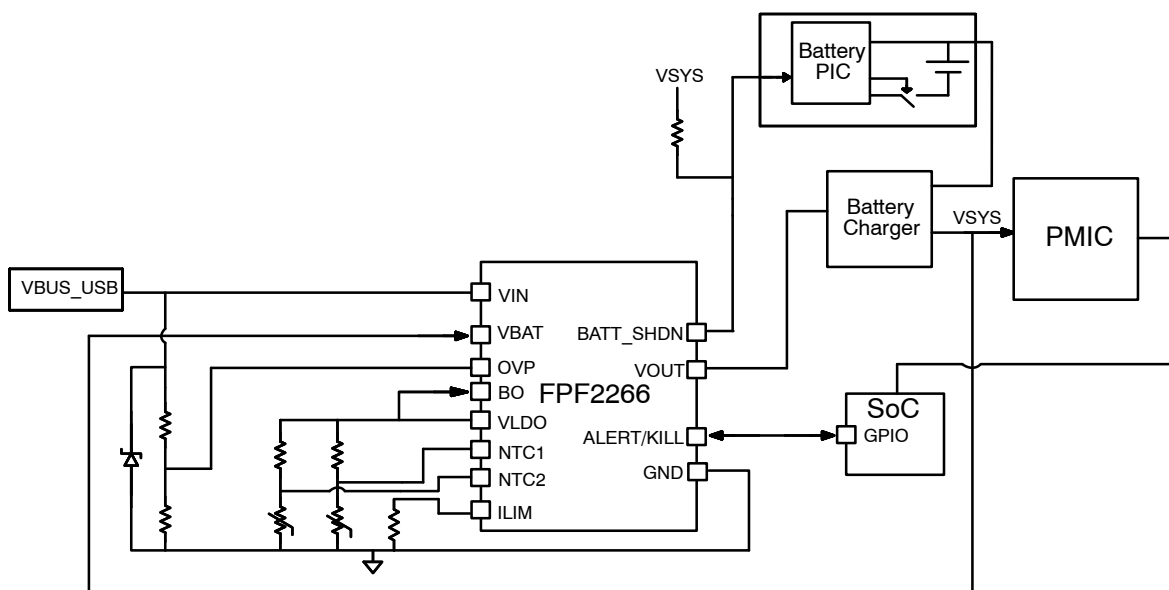 Battery
PIC
VSYS
Battery
Charger
VSYS
PMIC
VBUS_USB
VIN
VBAT
OVP
BO
VLDO
NTC1
NTC2
ILIM
FPF2266
BATT_SHDN
VOUT
ALERT/KILL
GND
SoC
GPIO